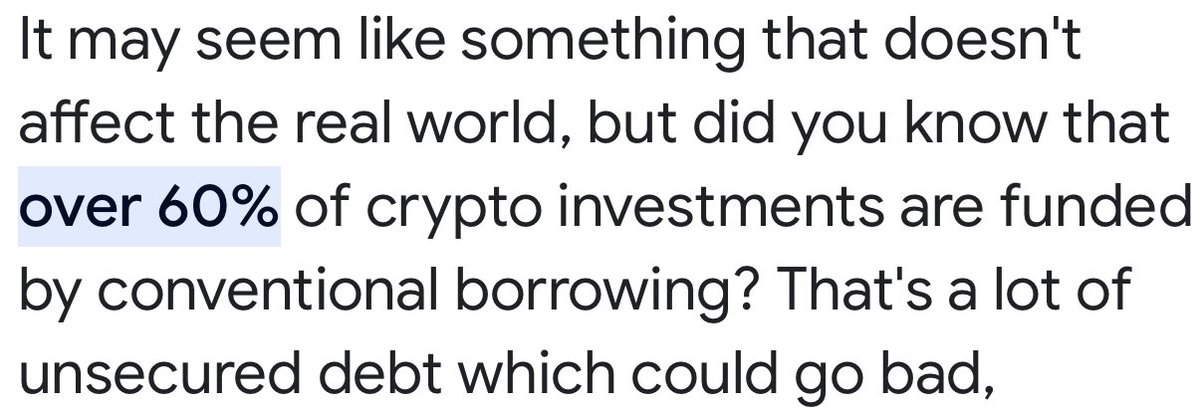 It may seem like something that doesn't
affect the real world, but did you know that
over 60% of crypto investments are funded
by conventional borrowing? That's a lot of
unsecured debt which could go bad,